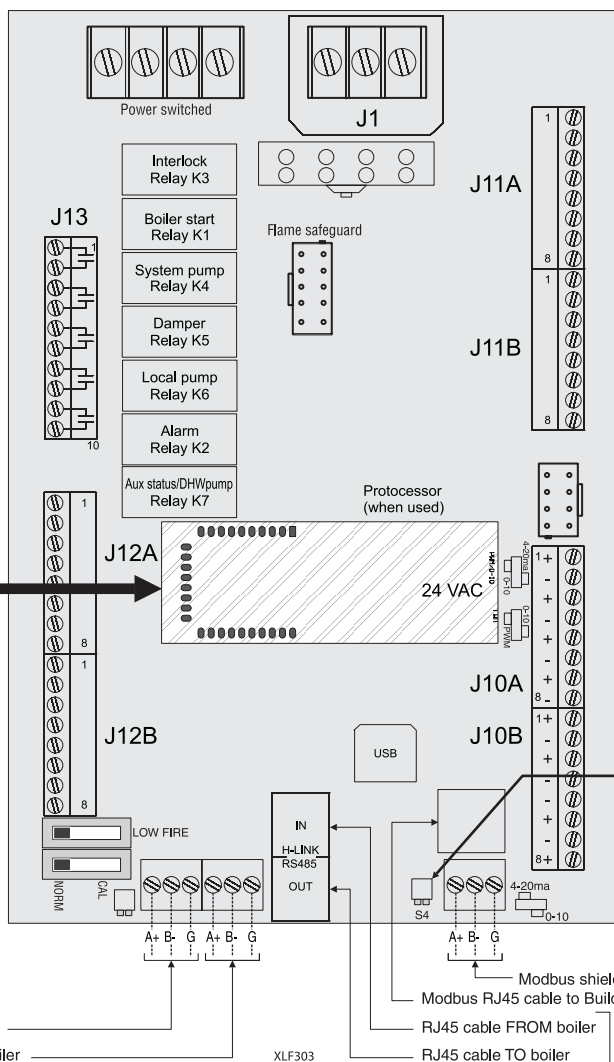 Power switched
J1
Interlock
Relay K3
Boiler start
Relay K1
System pump
Relay K4
Damper
Relay K5
Local pump
Relay K6
Alarm
Relay K2
Aux status/DHWpump
Relay K7
J13
1
10
Flame safeguard
J11A
1
8
J11B
1
8
Protocessor
(when used)
24 VAC
4-20ma
0-10
0-10
PWM
J12A
1
8
J12B
1
8
J10A
1 +
-
+
-
+
-
+
8 -
J10B
1 +
-
+
-
+
-
8 +
USB
LOW FIRE
NORM
CAL
IN
H-LINK
RS485
OUT
S4
4-20ma
0-10
A+ B- G A+ B- G
A+ B- G
Modbus shield
Modbus RJ45 cable to Build
RJ45 cable FROM boiler
RJ45 cable TO boiler
iler
XLF303